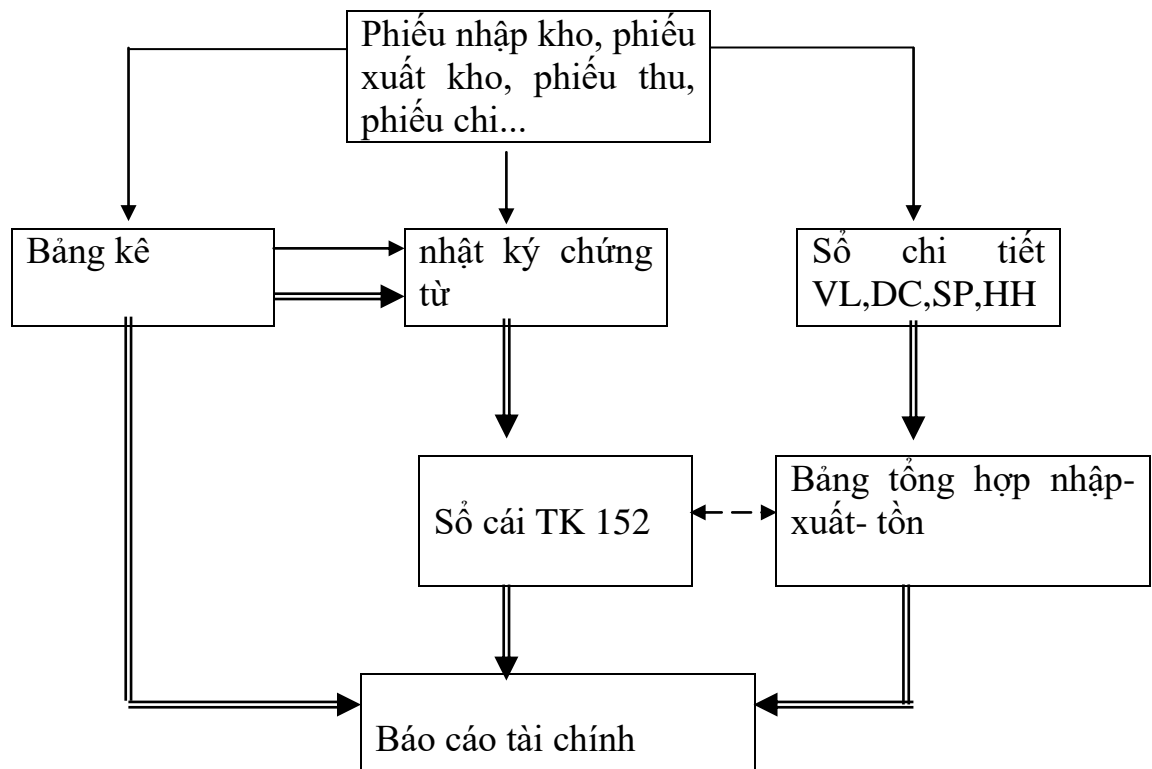 Phiếu nhập kho, phiếu
xuất kho, phiếu thu,
phiếu chi...
Bảng kê
nhật ký chứng
từ
Sổ chi tiết
VL,DC,SP,HH
Sổ cái TK 152
Bảng tổng hợp nhập-
xuất- tồn
Báo cáo tài chính